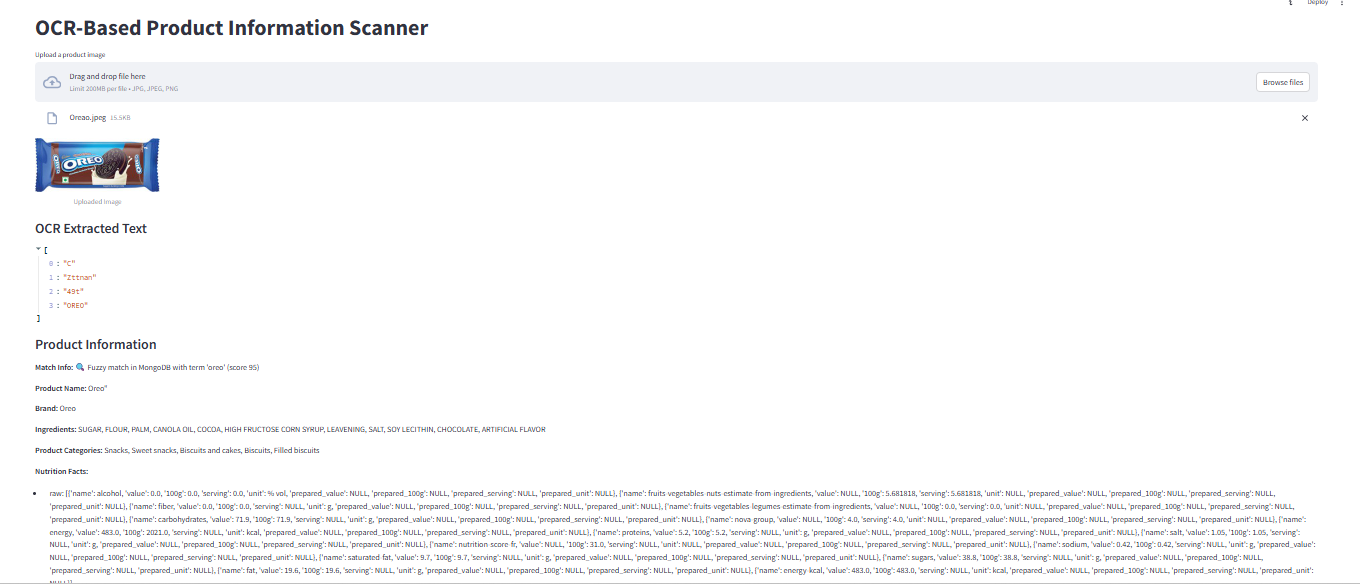 Deploy
OCR-Based Product Information Scanner
Upload a product image
Drag and drop file here
Limit 200MB per file • JPG, JPEG, PNG
Browse files
Oreao.jpeg 15.5KB
OREO
Uploaded Image
OCR Extracted Text
[
0 : "C"
1 : "Zttnan"
2 : "49t"
3 : "OREO"
]
Product Information
Match Info: 🔍 Fuzzy match in MongoDB with term 'oreo' (score 95)
Product Name: Oreo"
Brand: Oreo
Ingredients: SUGAR, FLOUR, PALM, CANOLA OIL, COCOA, HIGH FRUCTOSE CORN SYRUP, LEAVENING, SALT, SOY LECITHIN, CHOCOLATE, ARTIFICIAL FLAVOR
Product Categories: Snacks, Sweet snacks, Biscuits and cakes, Biscuits, Filled biscuits
Nutrition Facts:
• raw: [{'name': alcohol, 'value': 0.0, '100g': 0.0, 'serving': 0.0, 'unit': % vol, 'prepared_value': NULL, 'prepared_100g': NULL, 'prepared_serving': NULL, 'prepared_unit': NULL}, {'name': fruits-vegetables-nuts-estimate-from-ingredients, 'value': NULL, '100g': 5.681818, 'serving': 5.681818, 'unit': NULL, 'prepared_value': NULL, 'prepared_100g': NULL, 'prepared_serving': NULL,
'prepared_unit': NULL}, {'name': fiber, 'value': 0.0, '100g': 0.0, 'serving': NULL, 'unit': g, 'prepared_value': NULL, 'prepared_100g': NULL, 'prepared_serving': NULL, 'prepared_unit': NULL}, {'name': fruits-vegetables-legumes-estimate-from-ingredients, 'value': NULL, '100g': 0.0, 'serving': 0.0, 'unit': NULL, 'prepared_value': NULL, 'prepared_100g': NULL, 'prepared_serving': NULL,
'prepared_unit': NULL}, {'name': carbohydrates, 'value': 71.9, '100g': 71.9, 'serving': NULL, 'unit': g, 'prepared_value': NULL, 'prepared_100g': NULL, 'prepared_serving': NULL, 'prepared_unit': NULL}, {'name': nova-group, 'value': NULL, '100g': 4.0, 'serving': 4.0, 'unit': NULL, 'prepared_value': NULL, 'prepared_100g': NULL, 'prepared_serving': NULL, 'prepared_unit': NULL}, {'name':
energy, 'value': 483.0, '100g': 2021.0, 'serving': NULL, 'unit': kcal, 'prepared_value': NULL, 'prepared_100g': NULL, 'prepared_serving': NULL, 'prepared_unit': NULL}, {'name': proteins, 'value': 5.2, '100g': 5.2, 'serving': NULL, 'unit': g, 'prepared_value': NULL, 'prepared_100g': NULL, 'prepared_serving': NULL, 'prepared_unit': NULL}, {'name': salt, 'value': 1.05, '100g': 1.05, 'serving':
NULL, 'unit': g, 'prepared_value': NULL, 'prepared_100g': NULL, 'prepared_serving': NULL, 'prepared_unit': NULL}, {'name': nutrition-score-fr, 'value': NULL, '100g': 31.0, 'serving': NULL, 'unit': NULL, 'prepared_value': NULL, 'prepared_100g': NULL, 'prepared_serving': NULL, 'prepared_unit': NULL}, {'name': sodium, 'value': 0.42, '100g': 0.42, 'serving': NULL, 'unit': g, 'prepared_value':
NULL, 'prepared_100g': NULL, 'prepared_serving': NULL, 'prepared_unit': NULL}, {'name': saturated-fat, 'value': 9.7, '100g': 9.7, 'serving': NULL, 'unit': g, 'prepared_value': NULL, 'prepared_100g': NULL, 'prepared_serving': NULL, 'prepared_unit': NULL}, {'name': sugars, 'value': 38.8, '100g': 38.8, 'serving': NULL, 'unit': g, 'prepared_value': NULL, 'prepared_100g': NULL,
'prepared_serving': NULL, 'prepared_unit': NULL}, {'name': fat, 'value': 19.6, '100g': 19.6, 'serving': NULL, 'unit': g, 'prepared_value': NULL, 'prepared_100g': NULL, 'prepared_serving': NULL, 'prepared_unit': NULL}, {'name': energy-kcal, 'value': 483.0, '100g': 483.0, 'serving': NULL, 'unit': kcal, 'prepared_value': NULL, 'prepared_100g': NULL, 'prepared_serving': NULL, 'prepared_unit':